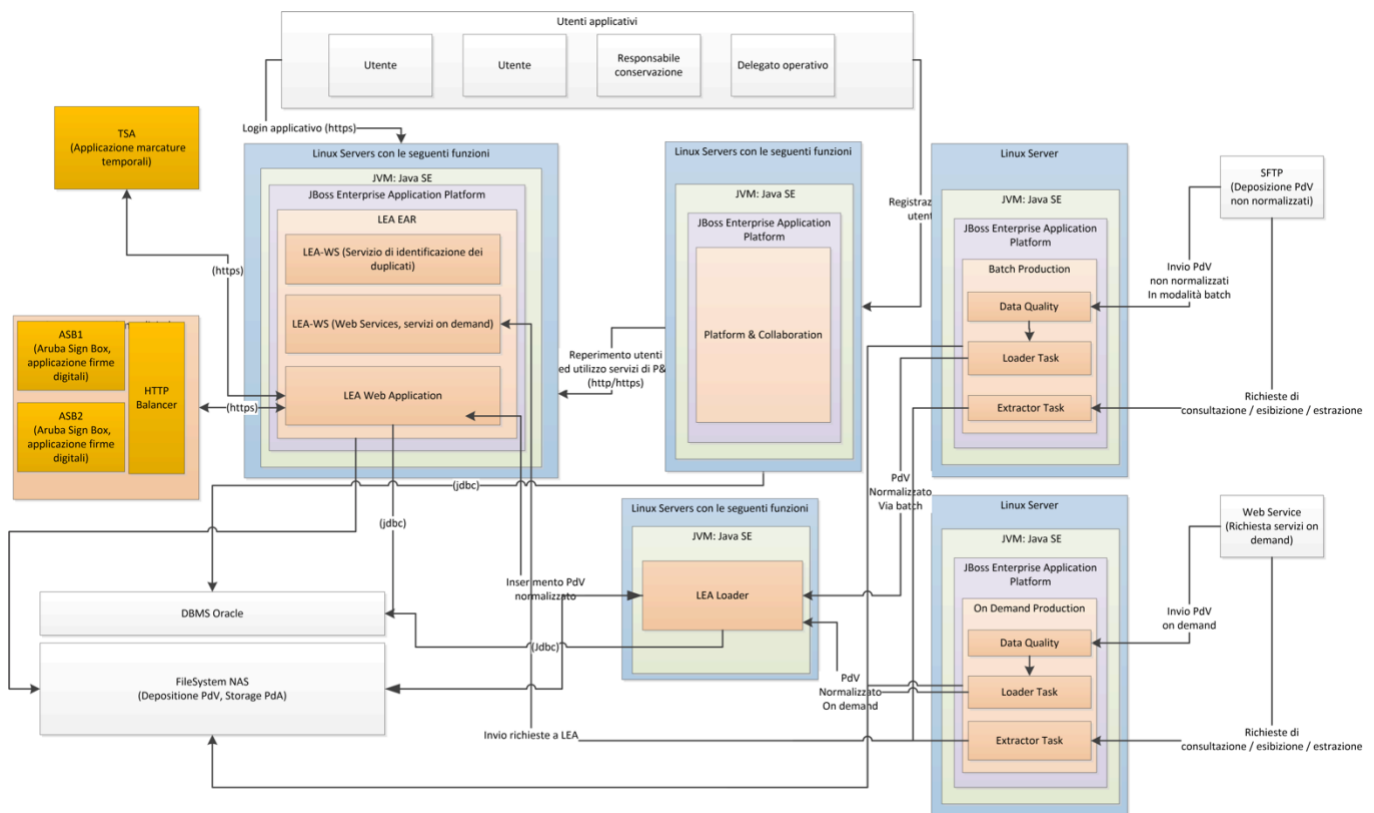 Utenti applicativi
Utente
Utente
Responsabile
conservazione
Delegato operativo
Login applicativo (https)
TSA
(Applicazione marcature
temporali)
(https)
ASB1
(Aruba Sign Box,
applicazione firme
digitali)
ASB2
(Aruba Sign Box,
applicazione firme
digitali)
HTTP
Balancer
(https)
Linux Servers con le seguenti funzioni
JVM: Java SE
JBoss Enterprise Application Platform
LEA EAR
LEA-WS (Servizio di identificazione dei
duplicati)
LEA-WS (Web Services, servizi on demand)
LEA Web Application
Reperimento utenti
ed utilizzo servizi di P&
(http/https)
Linux Servers con le seguenti funzioni
JVM: Java SE
JBoss Enterprise Application
Platform
Platform & Collaboration
Registraz
utent
Linux Server
JVM: Java SE
JBoss Enterprise Application
Platform
Batch Production
Data Quality
Loader Task
Extractor Task
SFTP
(Deposizione PdV
non normalizzati)
Invio PdV
non normalizzati
In modalità batch
Richieste di
consultazione / esibizione / estrazione
(jdbc)
(jdbc)
PdV
Normalizzato
Via batch
Linux Servers con le seguenti funzioni
JVM: Java SE
LEA Loader
Inserimento PdV
normalizzato
(Jdbc)
DBMS Oracle
FileSystem NAS
(Depositione PdV, Storage PdA)
PdV
Normalizzato
On demand
Invio richieste a LEA
Linux Server
JVM: Java SE
JBoss Enterprise Application
Platform
On Demand Production
Data Quality
Loader Task
Extractor Task
Web Service
(Richiesta servizi on
demand)
Invio PdV
on demand
Richieste di
consultazione / esibizione / estrazione